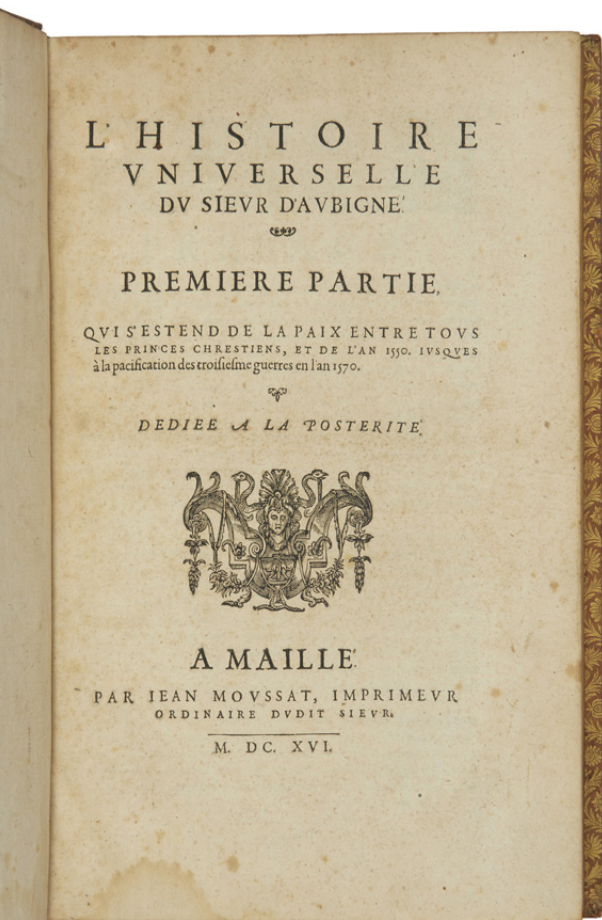 L'HISTOIRE
VNIVERSELLE
DV SIEVR D'AVBIGNE'.
PREMIERE PARTIE,
QVI S'ESTEND DE LA PAIX ENTRE TOVS
LES PRINCES CHRESTIENS, ET DE L'AN 1550. IVSQVES
à la pacification des troisiesme guerres en l'an 1570.
DEDIEE A LA POSTERITE'.
A MAILLE'.
PAR IEAN MOVSSAT, IMPRIMEVR
ORDINAIRE DVDIT SIEVR.
M. DC. XVI.